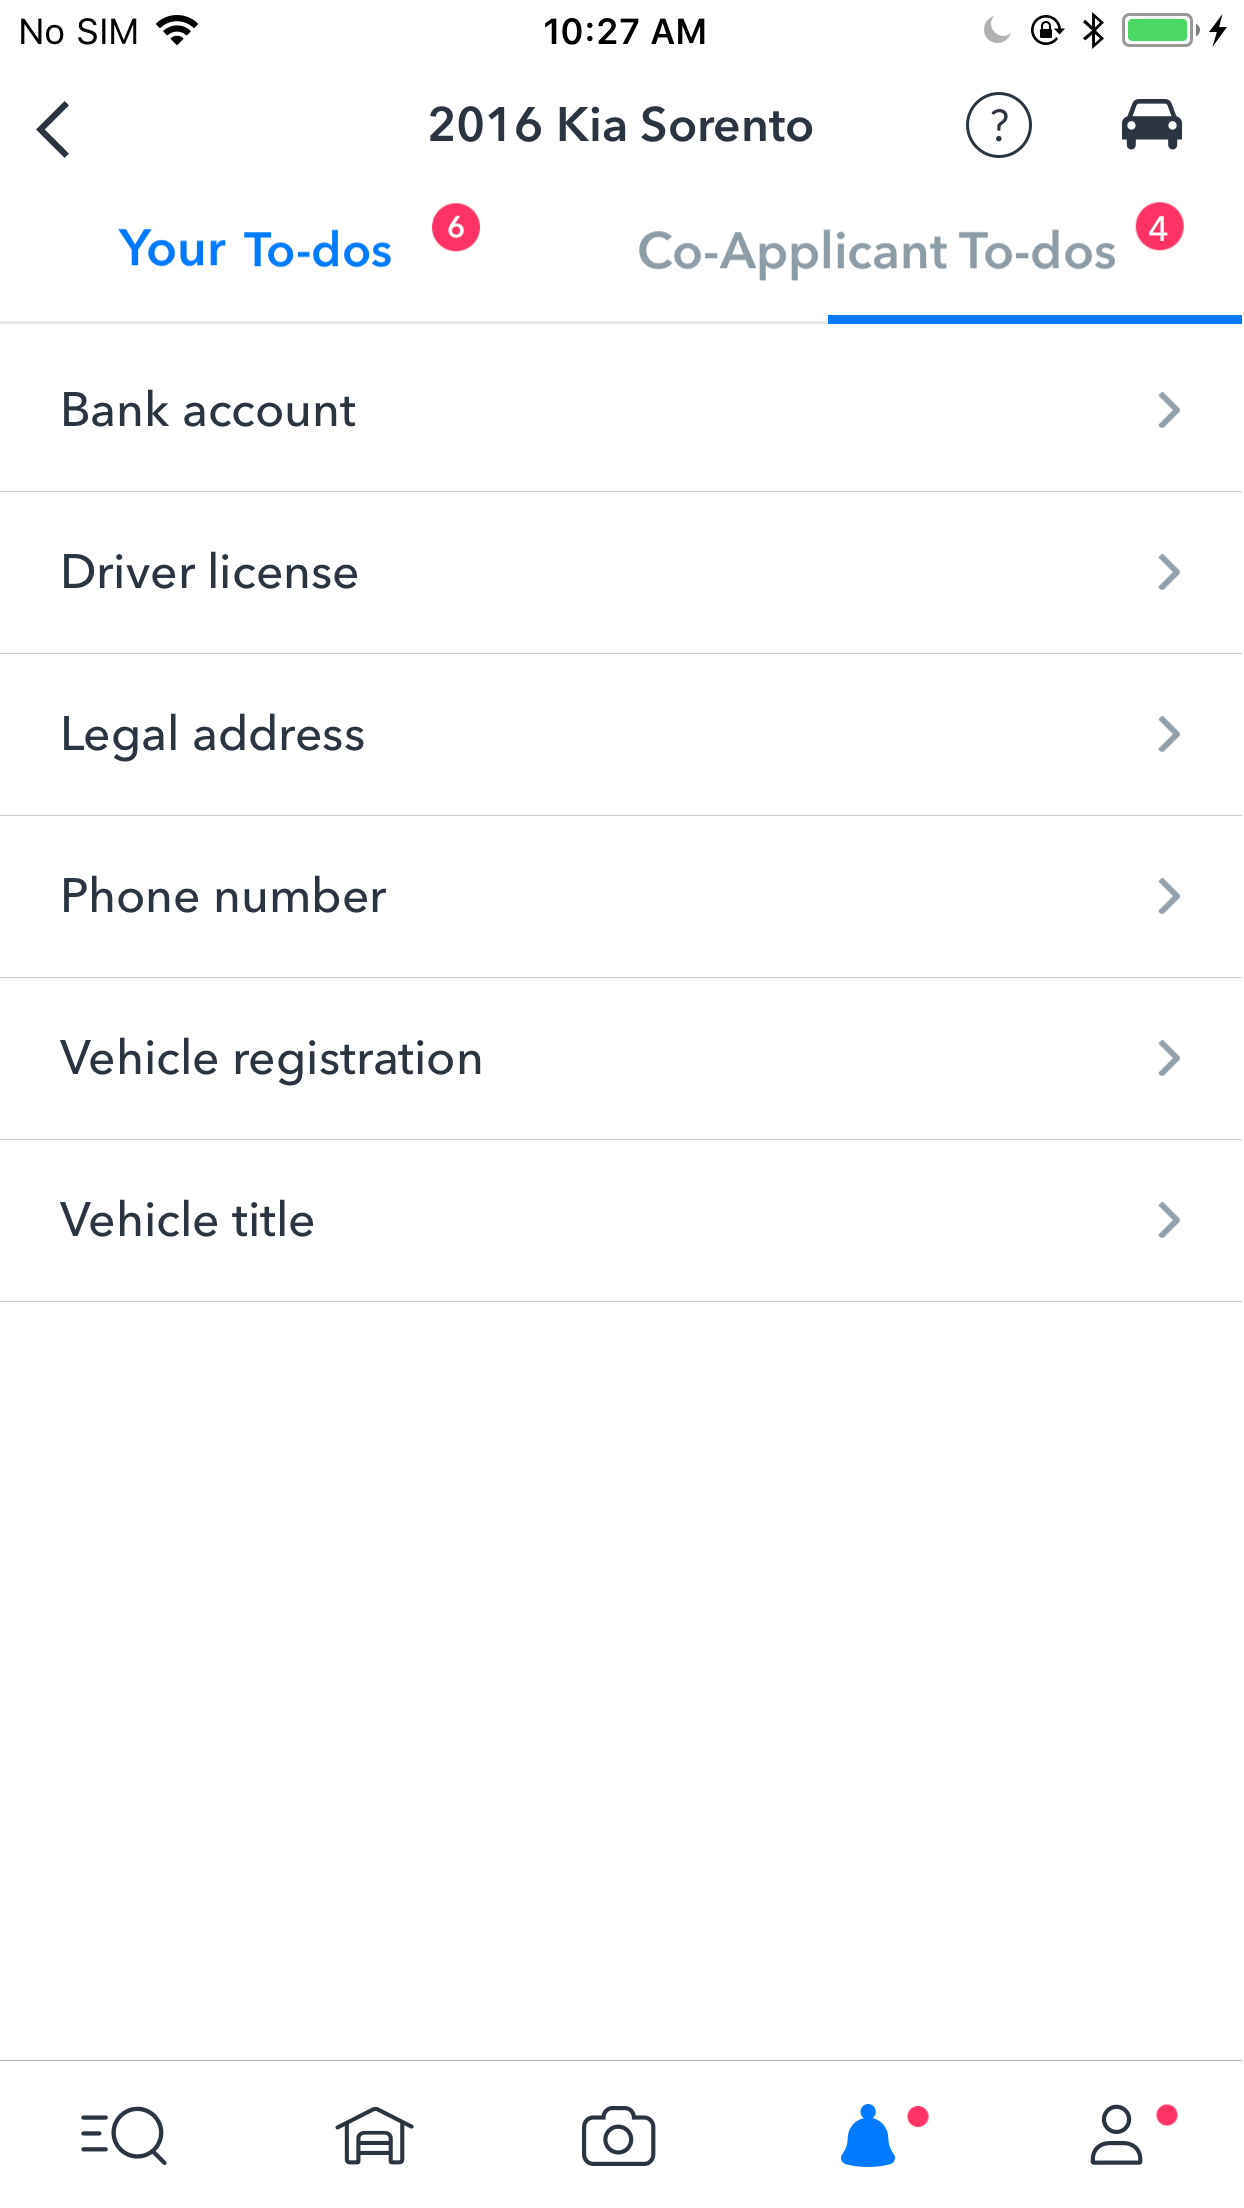 No SIM 10:27 AM
2016 Kia Sorento ?
Your To-dos 6 Co-Applicant To-dos 4
Bank account
Driver license
Legal address
Phone number
Vehicle registration
Vehicle title